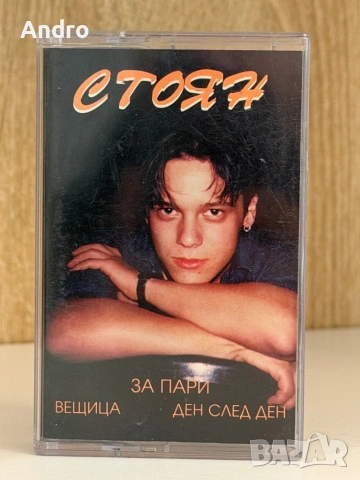 Andro
СТОЯН
ЗА ПАРИ
ВЕЩИЦА ДЕН СЛЕД ДЕН
BAZAR